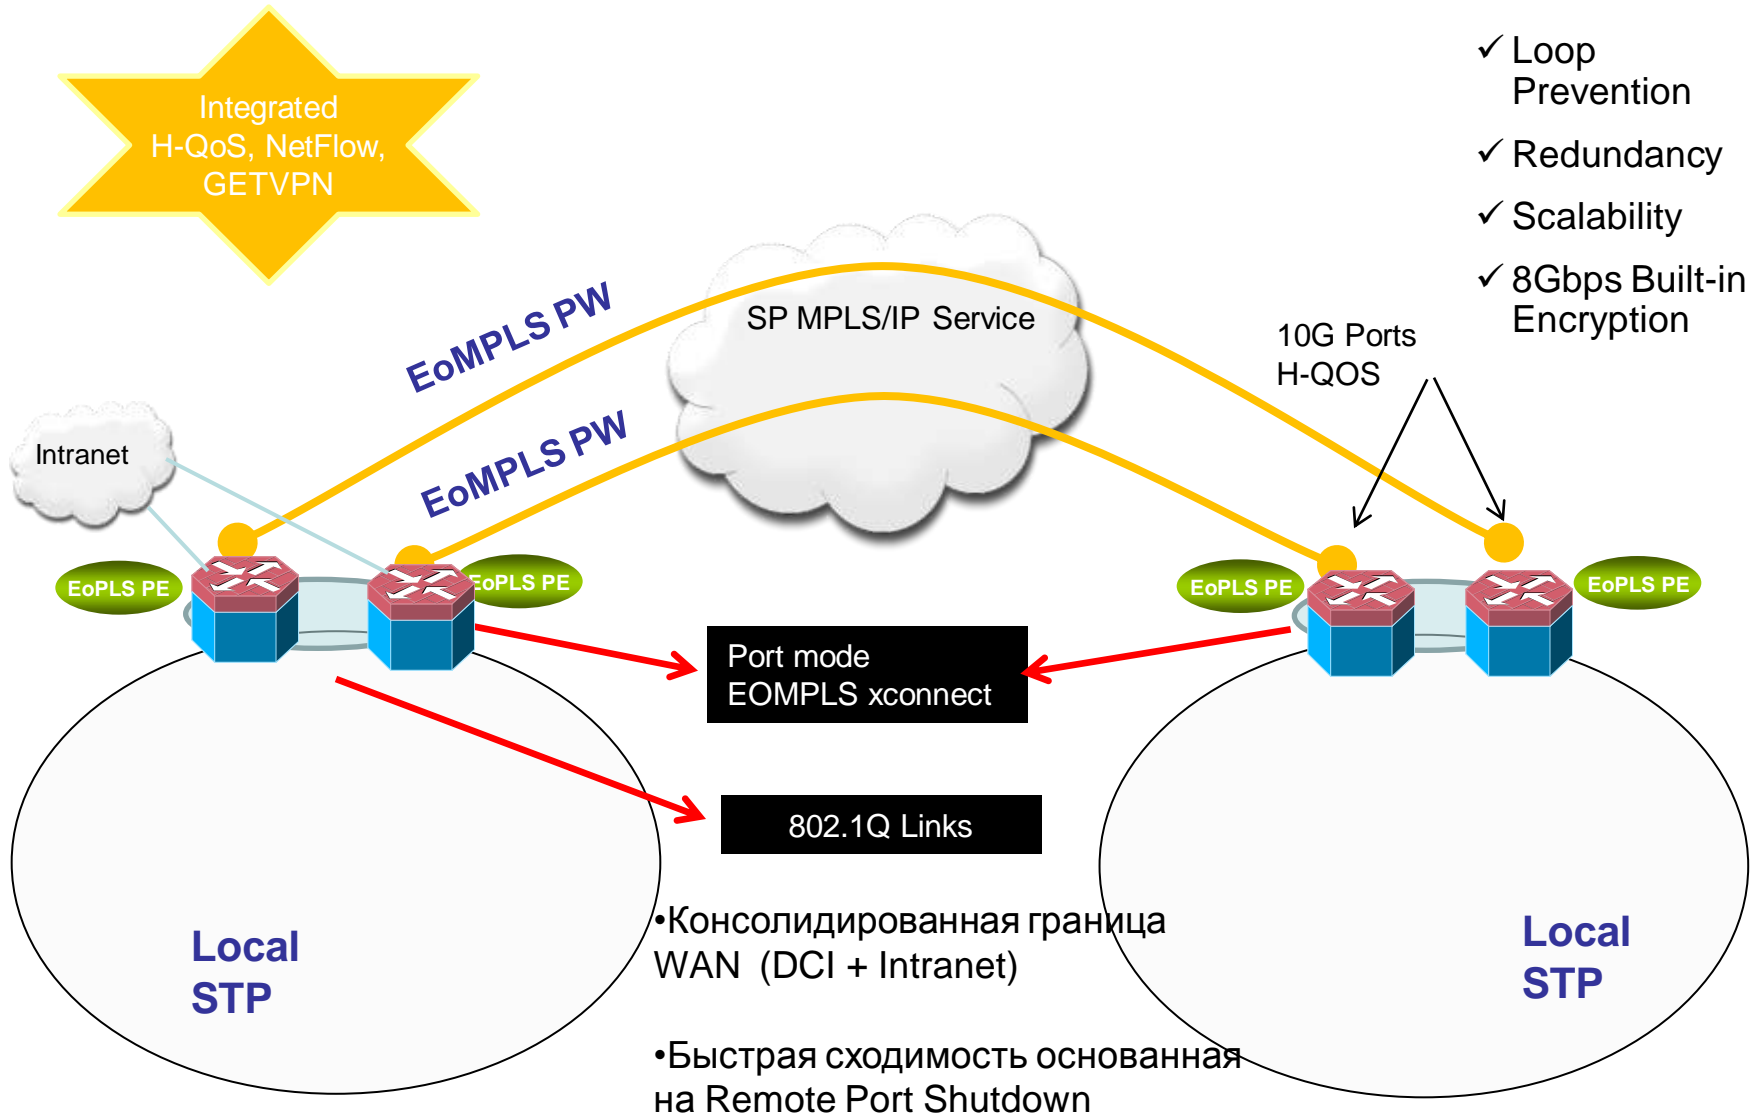 Integrated
H-QoS, NetFlow,
GETVPN
✓ Loop
Prevention
✓ Redundancy
✓ Scalability
✓ 8Gbps Built-in
Encryption
EoMPLS PW
SP MPLS/IP Service
10G Ports
H-QOS
EoMPLS PW
Intranet
EoPLS PE
EoPLS PE
EoPLS PE
EoPLS PE
Port mode
EOMPLS xconnect
802.1Q Links
•Консолидированная граница
WAN (DCI + Intranet)
Local
STP
Local
STP
•Быстрая сходимость основанная
на Remote Port Shutdown